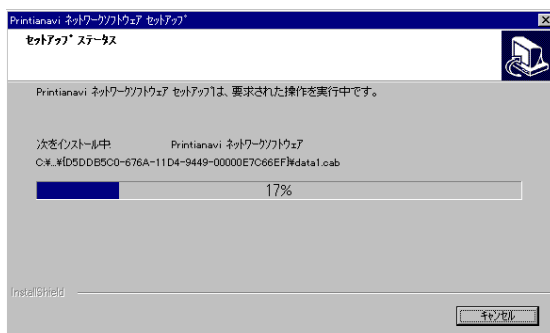 Printianavi ネットワークソフトウェア セットアップ
セットアップ ステータス
Printianavi ネットワークソフトウェア セットアップは、要求された操作を実行中です。
次をインストール中: Printianavi ネットワークソフトウェア
C:¥...¥{D5DDB5C0-676A-11D4-9449-00000E7C66EF}¥data1.cab
17%
InstallShield
キャンセル